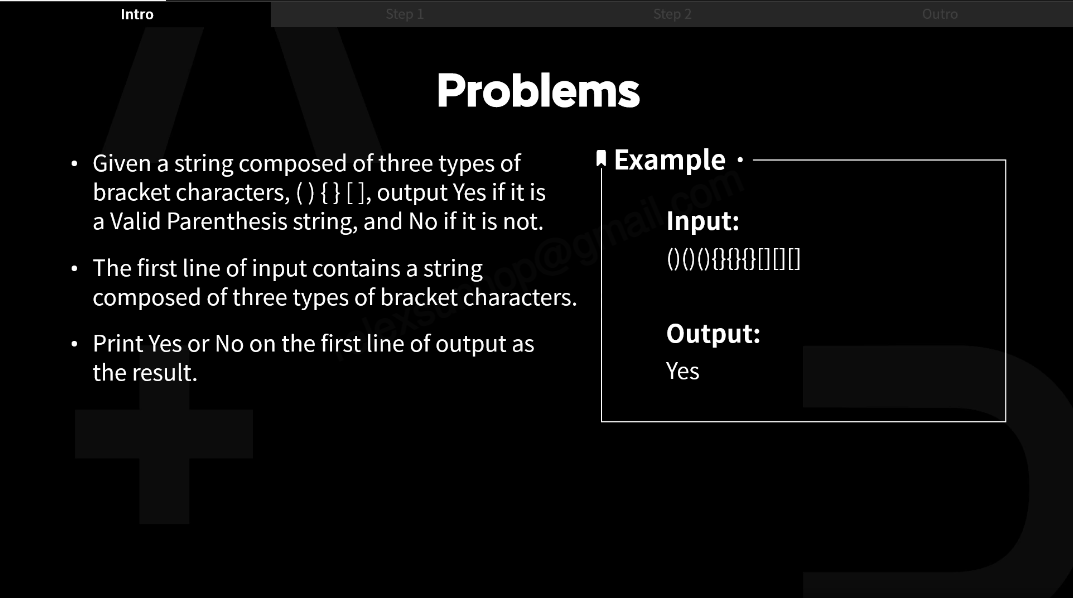 Intro
Step 1
Step 2
Outro
Problems
• Given a string composed of three types of
bracket characters, ( ) { } [ ], output Yes if it is
a Valid Parenthesis string, and No if it is not.
• The first line of input contains a string
composed of three types of bracket characters.
• Print Yes or No on the first line of output as
the result.
Example
Input:
()()(){}{}{}[][][]
Output:
Yes